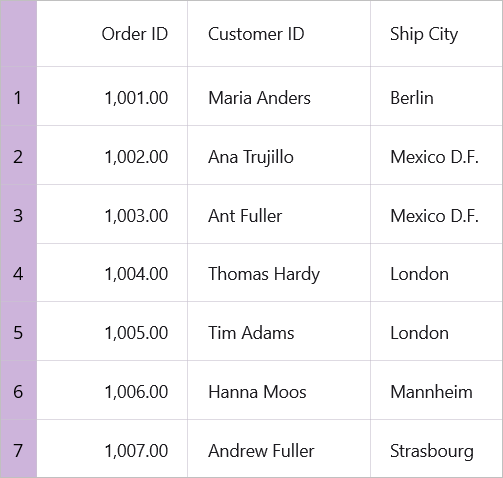 Order ID Customer ID Ship City
1 1,001.00 Maria Anders Berlin
2 1,002.00 Ana Trujillo Mexico D.F.
3 1,003.00 Ant Fuller Mexico D.F.
4 1,004.00 Thomas Hardy London
5 1,005.00 Tim Adams London
6 1,006.00 Hanna Moos Mannheim
7 1,007.00 Andrew Fuller Strasbourg